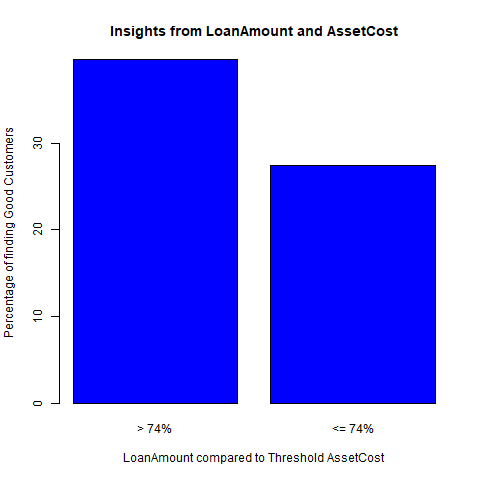 Insights from LoanAmount and AssetCost
Percentage of finding Good Customers
30
20
10
0
> 74%
<= 74%
LoanAmount compared to Threshold AssetCost